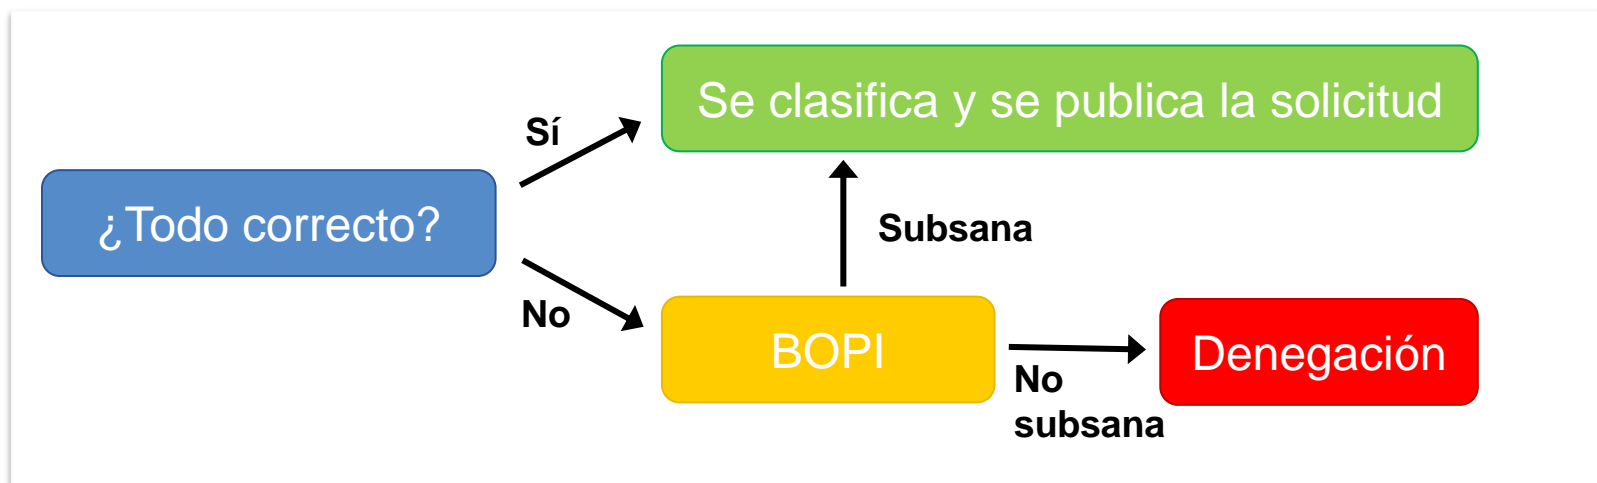 Se clasifica y se publica la solicitud
Sí
¿Todo correcto?
Subsana
No
BOPI
Denegación
No
subsana